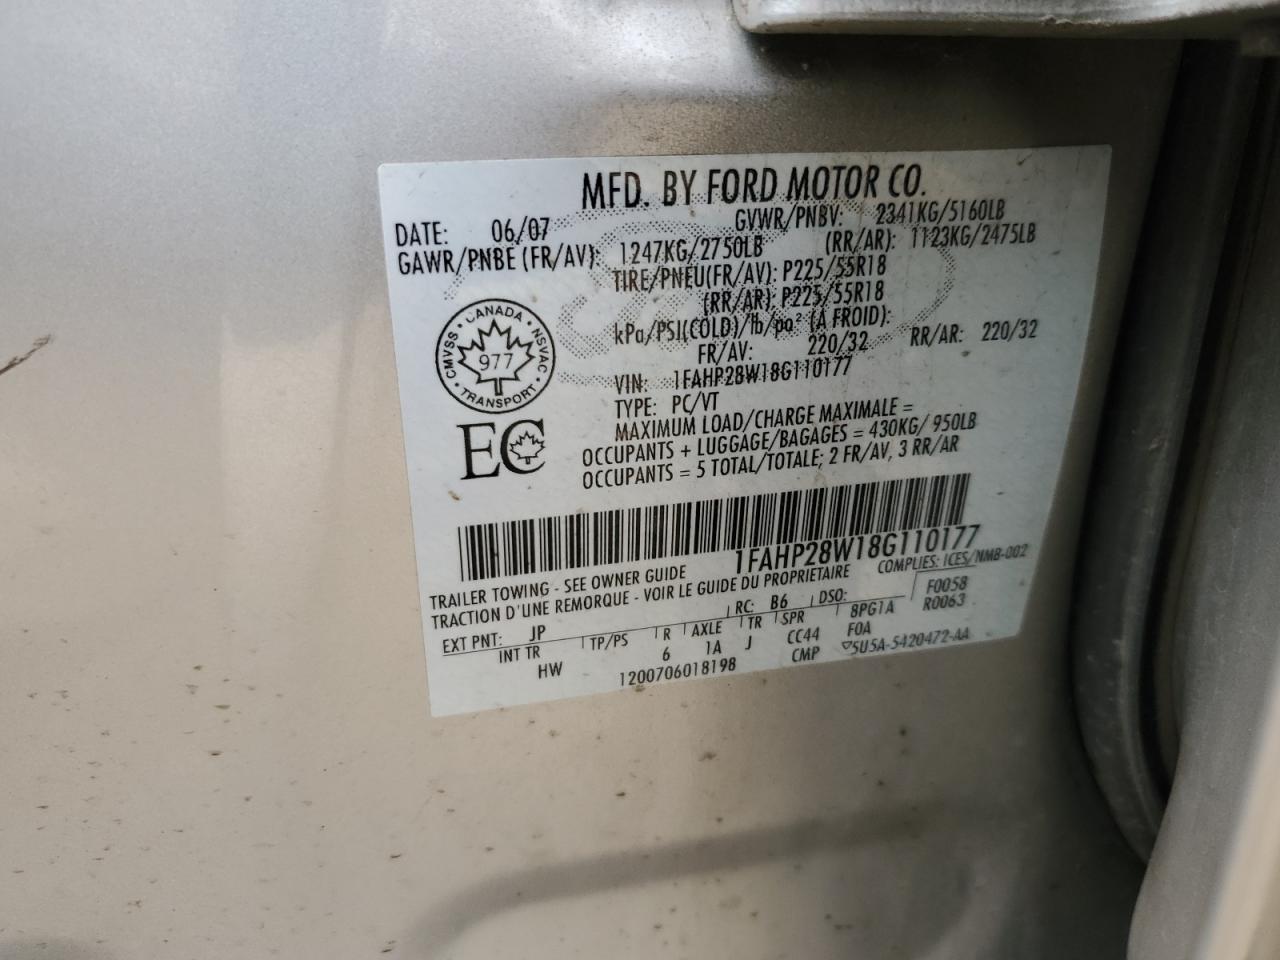 MFD. BY FORD MOTOR CO.
DATE: 06/07 GVWR/PNBV: 2341KG/5160LB
GAWR/PNBE (FR/AV): 1247KG/2750LB (RR/AR): 1123KG/2475LB
TIRE/PNEU(FR/AV): P225/55R18
(RR/AR): P225/55R18
kPa/PSI(COLD)/lb/po² (À FROID):
FR/AV: 220/32 RR/AR: 220/32
CANADA
CMVSS NSVAC
977
TRANSPORT
EC
VIN: 1FAHP28W18G110177
TYPE: PC/VT
MAXIMUM LOAD/CHARGE MAXIMALE =
OCCUPANTS + LUGGAGE/BAGAGES = 430KG/ 950LB
OCCUPANTS = 5 TOTAL/TOTALE; 2 FR/AV, 3 RR/AR
1FAHP28W18G110177
TRAILER TOWING - SEE OWNER GUIDE COMPLIES: ICES/NMB-002
TRACTION D'UNE REMORQUE - VOIR LE GUIDE DU PROPRIETAIRE
RC: B6 DSO: F0058
EXT PNT: JP 8PG1A R0063
INT TR TP/PS R AXLE TR SPR F0A
HW 6 1A J CC44 ▽5U5A-5420472-AA
1200706018198 CMP